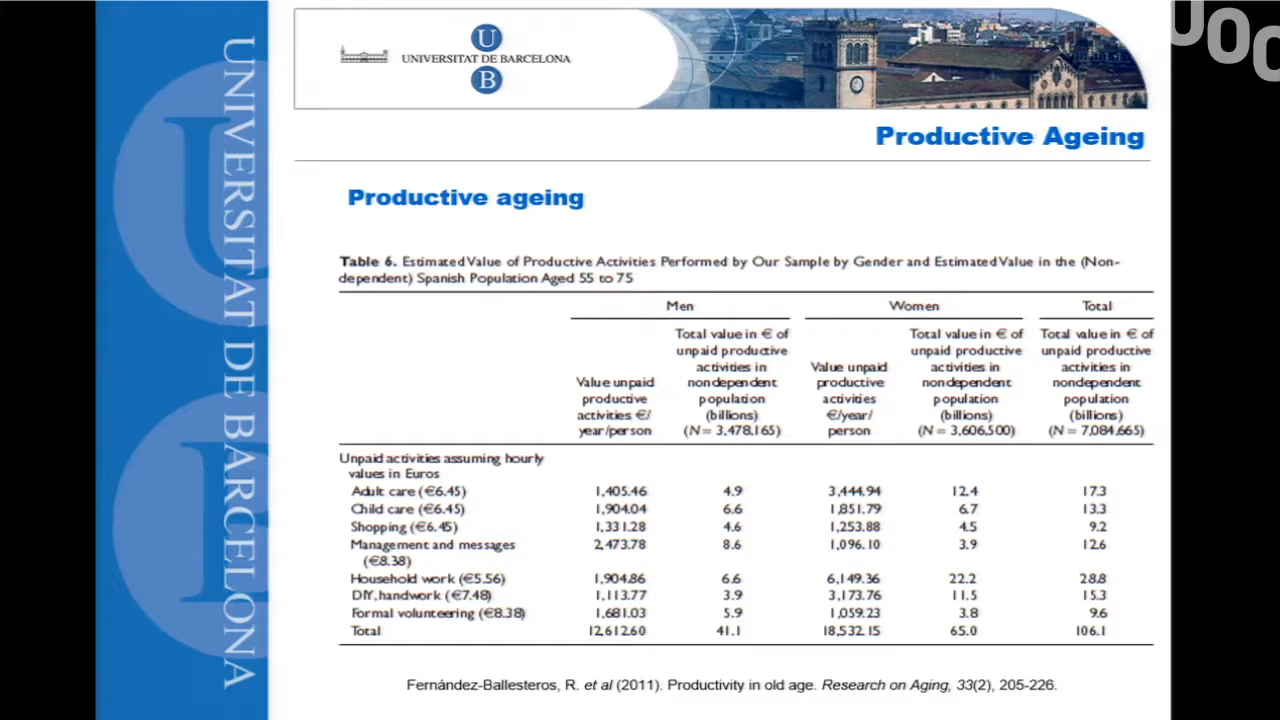 UOC
UNIVERSITAT DE BARCELONA
U
B
UNIVERSITAT DE BARCELONA
U
B
Productive Ageing
Productive ageing
Table 6. Estimated Value of Productive Activities Performed by Our Sample by Gender and Estimated Value in the (Non-
dependent) Spanish Population Aged 55 to 75
Men Women Total
Value unpaid productive activities €/ year/person
Total value in € of unpaid productive activities in nondependent population (billions) (N = 3,478,165)
Value unpaid productive activities €/year/ person
Total value in € of unpaid productive activities in nondependent population (billions) (N = 3,606,500)
Total value in € of unpaid productive activities in nondependent population (billions) (N = 7,084,665)
Unpaid activities assuming hourly
values in Euros
Adult care (€6.45) 1,405.46 4.9 3,444.94 12.4 17.3
Child care (€6.45) 1,904.04 6.6 1,851.79 6.7 13.3
Shopping (€6.45) 1,331.28 4.6 1,253.88 4.5 9.2
Management and messages 2,473.78 8.6 1,096.10 3.9 12.6
(€8.38)
Household work (€5.56) 1,904.86 6.6 6,149.36 22.2 28.8
DIY, handwork (€7.48) 1,113.77 3.9 3,173.76 11.5 15.3
Formal volunteering (€8.38) 1,681.03 5.9 1,059.23 3.8 9.6
Total 12,612.60 41.1 18,532.15 65.0 106.1
Fernández-Ballesteros, R. et al (2011). Productivity in old age. Research on Aging, 33(2), 205-226.